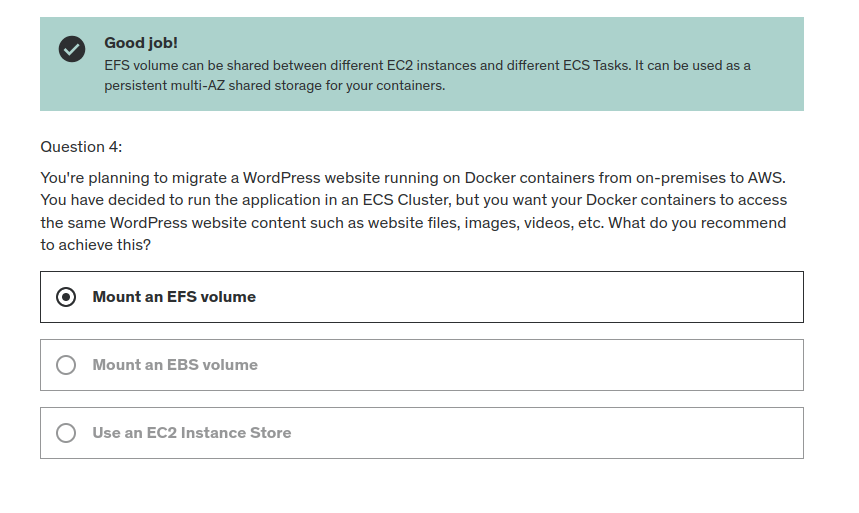 Good job!
EFS volume can be shared between different EC2 instances and different ECS Tasks. It can be used as a
persistent multi-AZ shared storage for your containers.
Question 4:
You're planning to migrate a WordPress website running on Docker containers from on-premises to AWS.
You have decided to run the application in an ECS Cluster, but you want your Docker containers to access
the same WordPress website content such as website files, images, videos, etc. What do you recommend
to achieve this?
Mount an EFS volume
Mount an EBS volume
Use an EC2 Instance Store